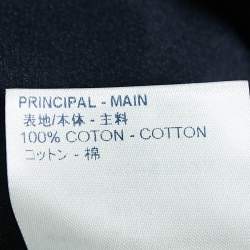 PRINCIPAL - MAIN
表地/本体 - 主料
100% COTON - COTTON
コットン - 棉